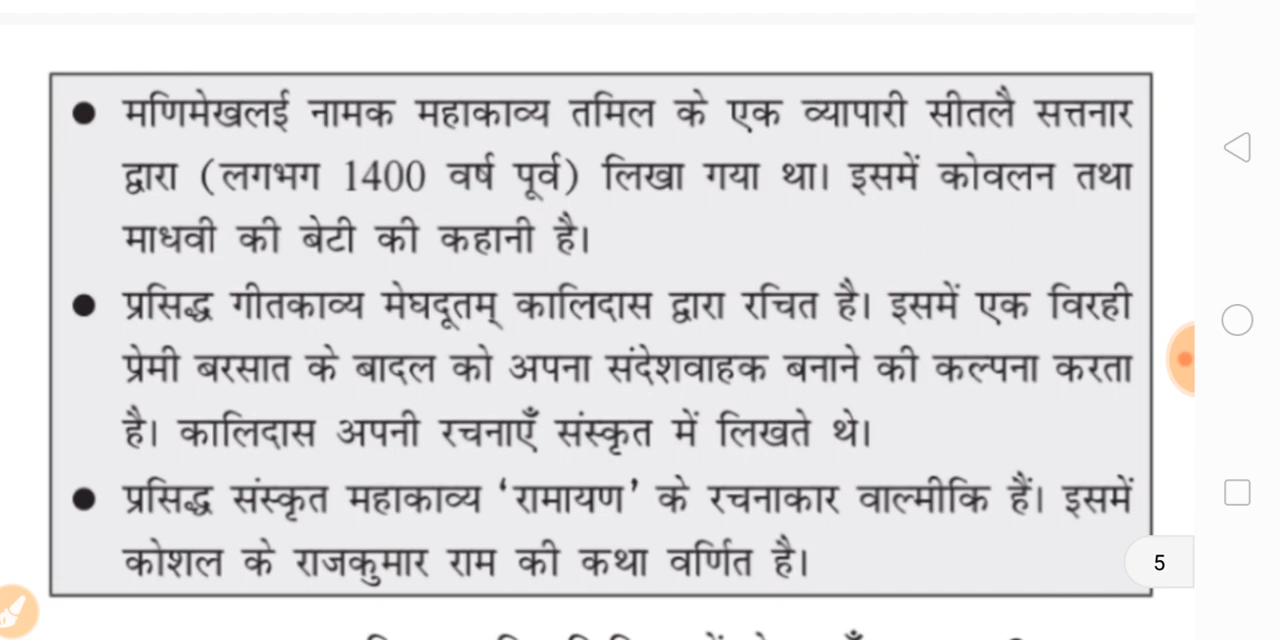 ● मणिमेखलई नामक महाकाव्य तमिल के एक व्यापारी सीतलै सत्तनार
द्वारा (लगभग 1400 वर्ष पूर्व) लिखा गया था। इसमें कोवलन तथा
माधवी की बेटी की कहानी है।
● प्रसिद्ध गीतकाव्य मेघदूतम् कालिदास द्वारा रचित है। इसमें एक विरही
प्रेमी बरसात के बादल को अपना संदेशवाहक बनाने की कल्पना करता
है। कालिदास अपनी रचनाएँ संस्कृत में लिखते थे।
● प्रसिद्ध संस्कृत महाकाव्य ‘रामायण’ के रचनाकार वाल्मीकि हैं। इसमें
कोशल के राजकुमार राम की कथा वर्णित है।
5